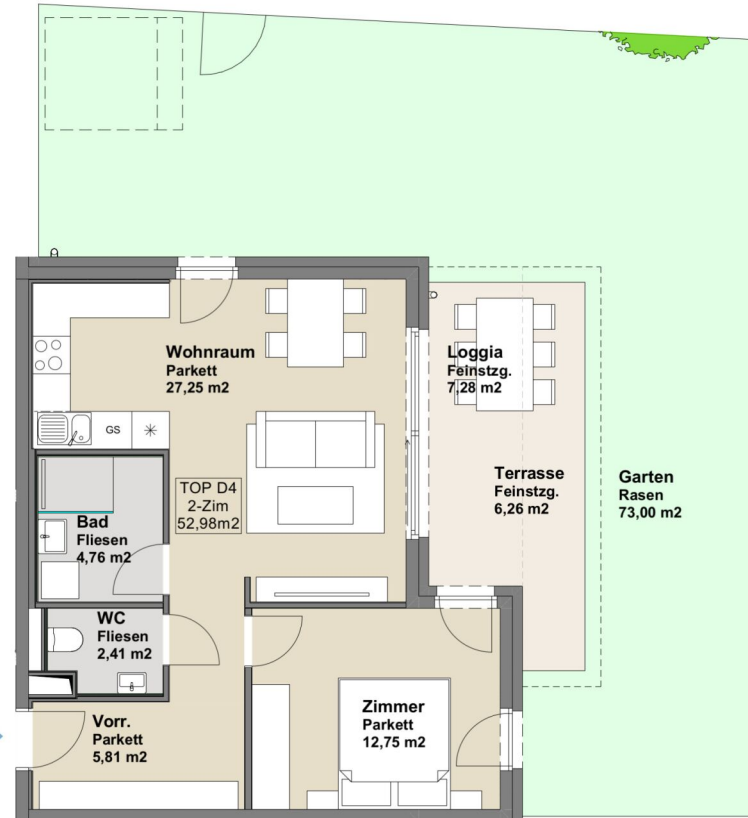 Wohnraum
Parkett
27,25 m2
Loggia
Feinstzg.
7,28 m2
GS
TOP D4
2-Zim
52,98m2
Terrasse
Feinstzg.
6,26 m2
Garten
Rasen
73,00 m2
Bad
Fliesen
4,76 m2
WC
Fliesen
2,41 m2
Vorr.
Parkett
5,81 m2
Zimmer
Parkett
12,75 m2